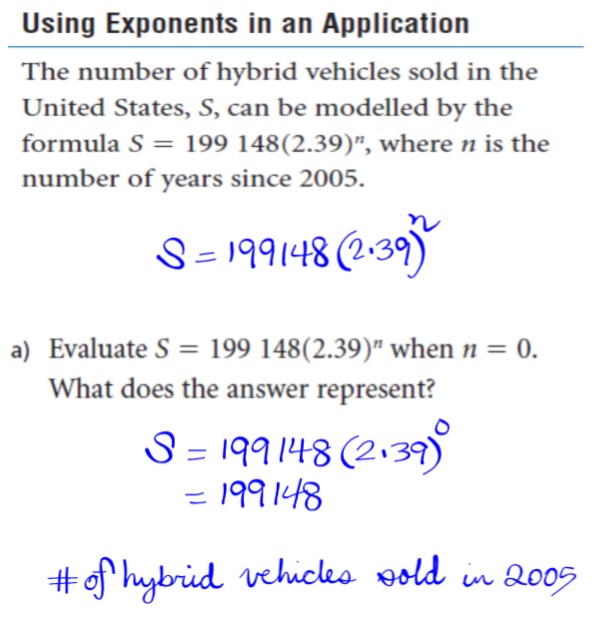 Using Exponents in an Application
The number of hybrid vehicles sold in the
United States, S, can be modelled by the
formula S = 199 148(2.39)ⁿ, where n is the
number of years since 2005.
S = 199148 (2.39)ⁿ
a) Evaluate S = 199 148(2.39)ⁿ when n = 0.
What does the answer represent?
S = 199148 (2.39)⁰
= 199148
# of hybrid vehicles sold in 2005